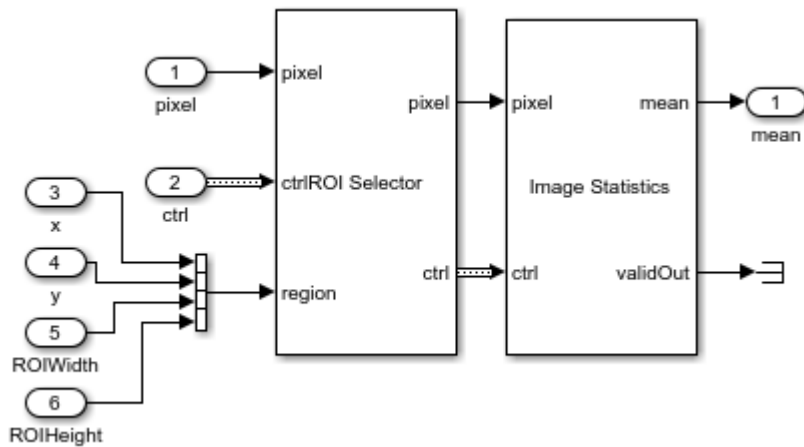 1
pixel
2
ctrl
3
x
4
y
5
ROIWidth
6
ROIHeight
pixel
ctrlROI Selector
region
pixel
ctrl
pixel
ctrl
Image Statistics
mean
validOut
1
mean